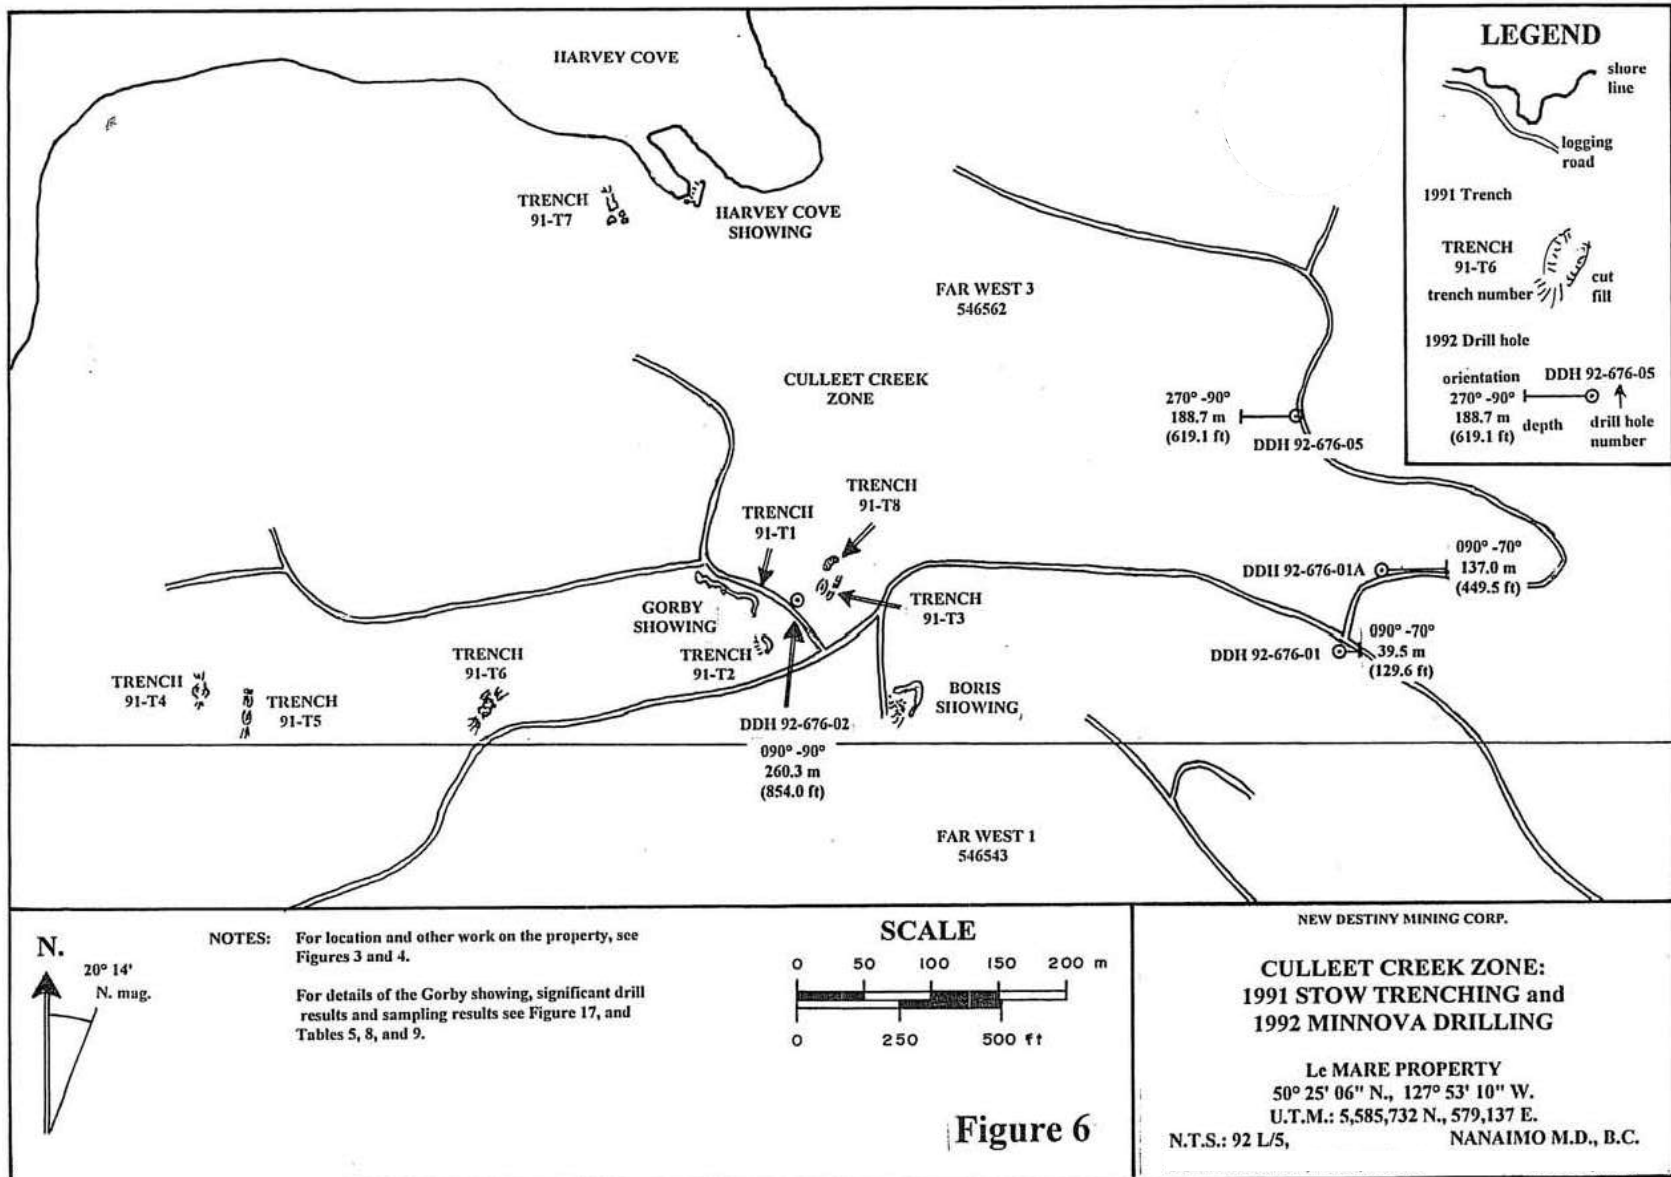 HARVEY COVE
TRENCH
91-T7
HARVEY COVE
SHOWING
FAR WEST 3
546562
CULLEET CREEK
ZONE
270° -90°
188.7 m
(619.1 ft)
DDH 92-676-05
TRENCH
91-T8
TRENCH
91-T1
GORBY
SHOWING
TRENCH
91-T3
TRENCH
91-T2
DDH 92-676-01A
090° -70°
137.0 m
(449.5 ft)
DDH 92-676-01
090° -70°
39.5 m
(129.6 ft)
TRENCH
91-T4
TRENCH
91-T5
TRENCH
91-T6
BORIS
SHOWING
DDH 92-676-02
090° -90°
260.3 m
(854.0 ft)
FAR WEST 1
546543
LEGEND
shore
line
logging
road
1991 Trench
TRENCH
91-T6
trench number
cut
fill
1992 Drill hole
orientation
270° -90°
188.7 m
(619.1 ft)
depth
DDH 92-676-05
drill hole
number
N.
20° 14'
N. mag.
NOTES:
For location and other work on the property, see
Figures 3 and 4.
For details of the Gorby showing, significant drill
results and sampling results see Figure 17, and
Tables 5, 8, and 9.
SCALE
0 50 100 150 200 m
0 250 500 ft
Figure 6
NEW DESTINY MINING CORP.
CULLEET CREEK ZONE:
1991 STOW TRENCHING and
1992 MINNOVA DRILLING
Le MARE PROPERTY
50° 25' 06" N., 127° 53' 10" W.
U.T.M.: 5,585,732 N., 579,137 E.
N.T.S.: 92 L/5, NANAIMO M.D., B.C.